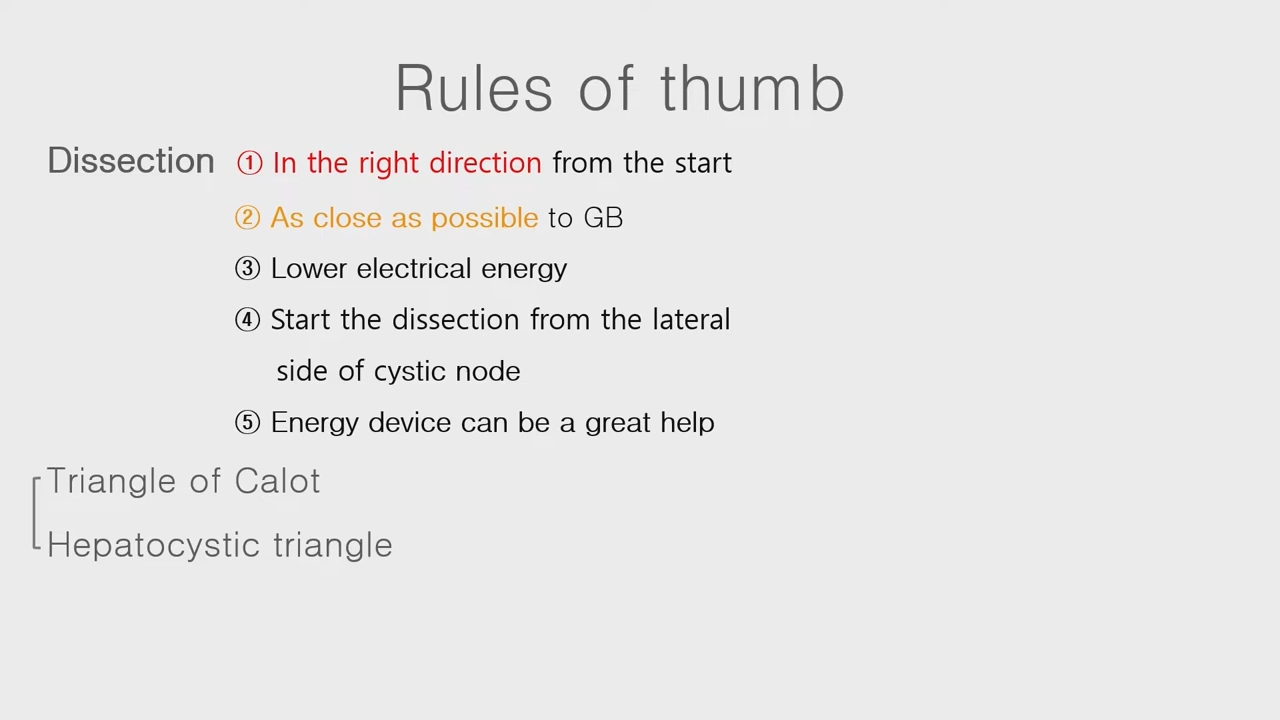 Rules of thumb
Dissection ① In the right direction from the start
② As close as possible to GB
③ Lower electrical energy
④ Start the dissection from the lateral
side of cystic node
⑤ Energy device can be a great help
Triangle of Calot
Hepatocystic triangle